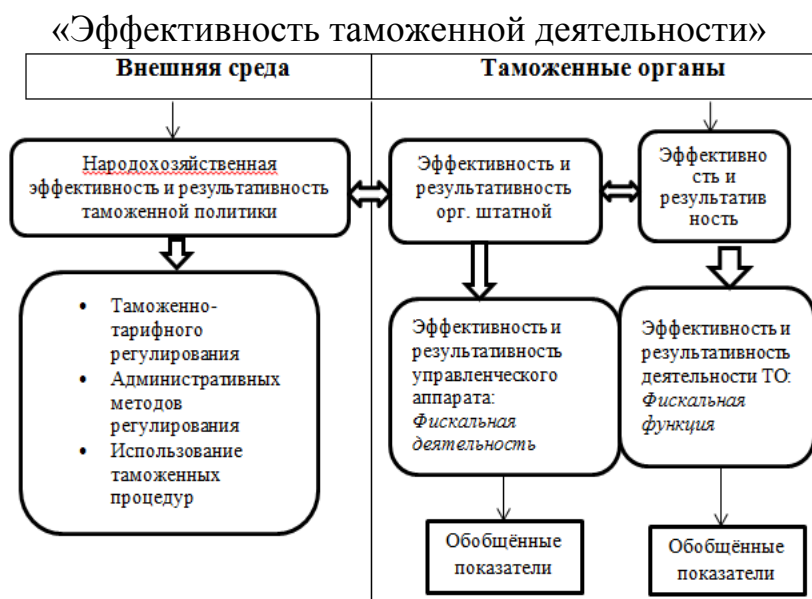 «Эффективность таможенной деятельности»
Внешняя среда
Таможенные органы
Народохозяйственная
эффективность и результативность
таможенной политики
Эффективность и
результативность
орг. штатной
Эффективно
сть и
результатив
ность
• Таможенно-
тарифного
регулирования
• Административных
методов
регулирования
• Использование
таможенных
процедур
Эффективность и
результативность
управленческого
аппарата:
Фискальная
деятельность
Эффективность и
результативность
деятельности ТО:
Фискальная
функция
Обобщённые
показатели
Обобщённые
показатели